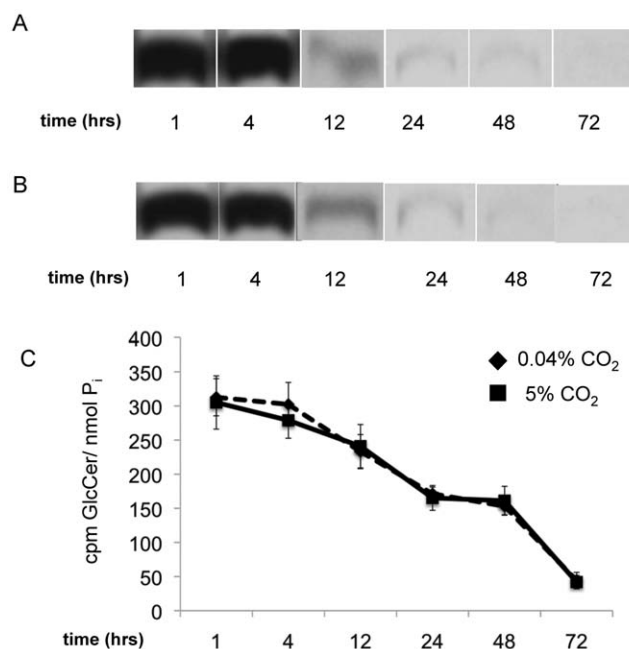 A
time (hrs) 1 4 12 24 48 72
B
time (hrs) 1 4 12 24 48 72
C
400
350
300
250
200
150
100
50
0
cpm GlcCer/ nmol Pi
0.04% CO2
5% CO2
time (hrs) 1 4 12 24 48 72